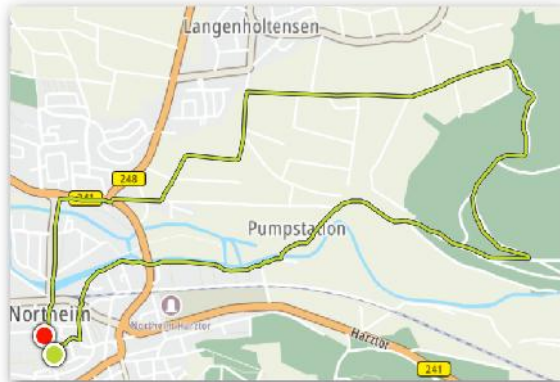 Langenholtensen
248
241
Pumpstation
Northeim
Northeim Harztor
Harztor
241